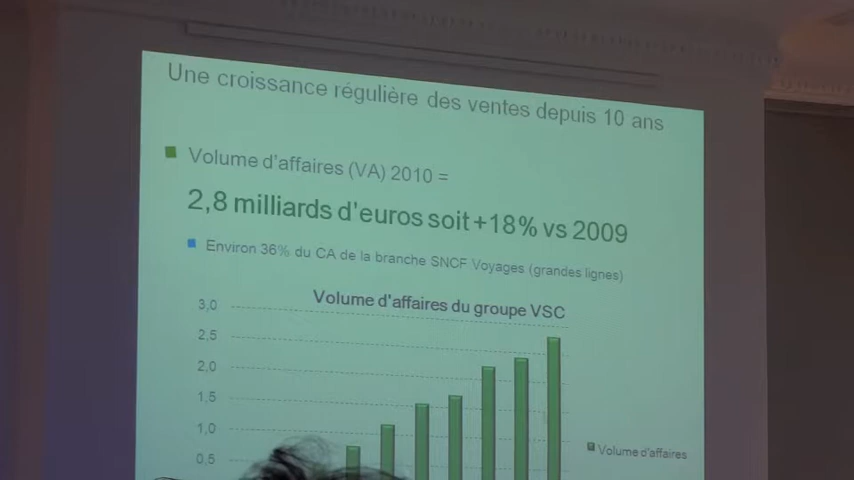 Une croissance régulière des ventes depuis 10 ans
Volume d'affaires (VA) 2010 =
2,8 milliards d'euros soit +18% vs 2009
Environ 36% du CA de la branche SNCF Voyages (grandes lignes)
Volume d'affaires du groupe VSC
3,0
2,5
2,0
1,5
1,0
0,5
Volume d'affaires